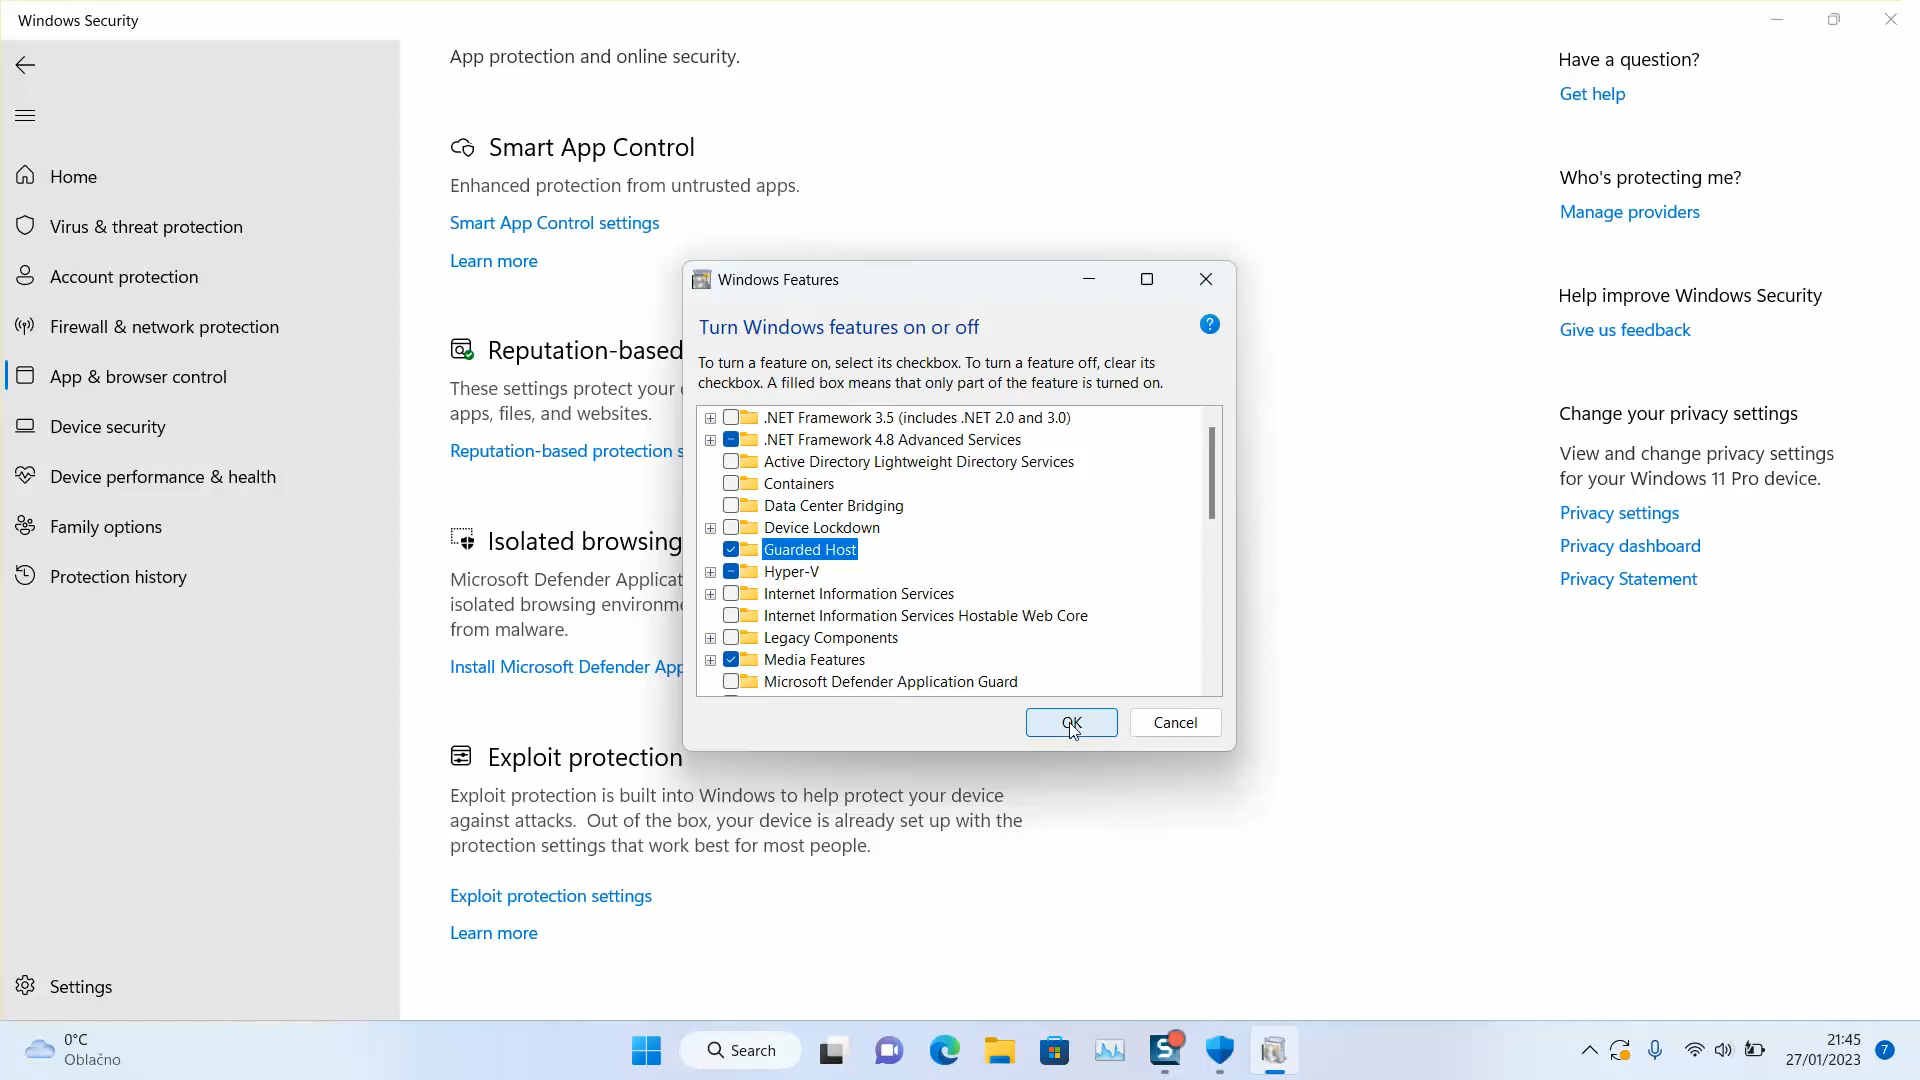 Windows Security
App protection and online security.
Smart App Control
Enhanced protection from untrusted apps.
Smart App Control settings
Learn more
Reputation-based
These settings protect your
apps, files, and websites.
Reputation-based protection s
Isolated browsing
Microsoft Defender Applicat
isolated browsing environme
from malware.
Install Microsoft Defender App
Exploit protection
Exploit protection is built into Windows to help protect your device
against attacks. Out of the box, your device is already set up with the
protection settings that work best for most people.
Exploit protection settings
Learn more
Home
Virus & threat protection
Account protection
Firewall & network protection
App & browser control
Device security
Device performance & health
Family options
Protection history
Settings
Windows Features
Turn Windows features on or off
To turn a feature on, select its checkbox. To turn a feature off, clear its
checkbox. A filled box means that only part of the feature is turned on.
.NET Framework 3.5 (includes .NET 2.0 and 3.0)
.NET Framework 4.8 Advanced Services
Active Directory Lightweight Directory Services
Containers
Data Center Bridging
Device Lockdown
Guarded Host
Hyper-V
Internet Information Services
Internet Information Services Hostable Web Core
Legacy Components
Media Features
Microsoft Defender Application Guard
OK
Cancel
Have a question?
Get help
Who's protecting me?
Manage providers
Help improve Windows Security
Give us feedback
Change your privacy settings
View and change privacy settings
for your Windows 11 Pro device.
Privacy settings
Privacy dashboard
Privacy Statement
0°C
Oblačno
Search
S
21:45
27/01/2023
7